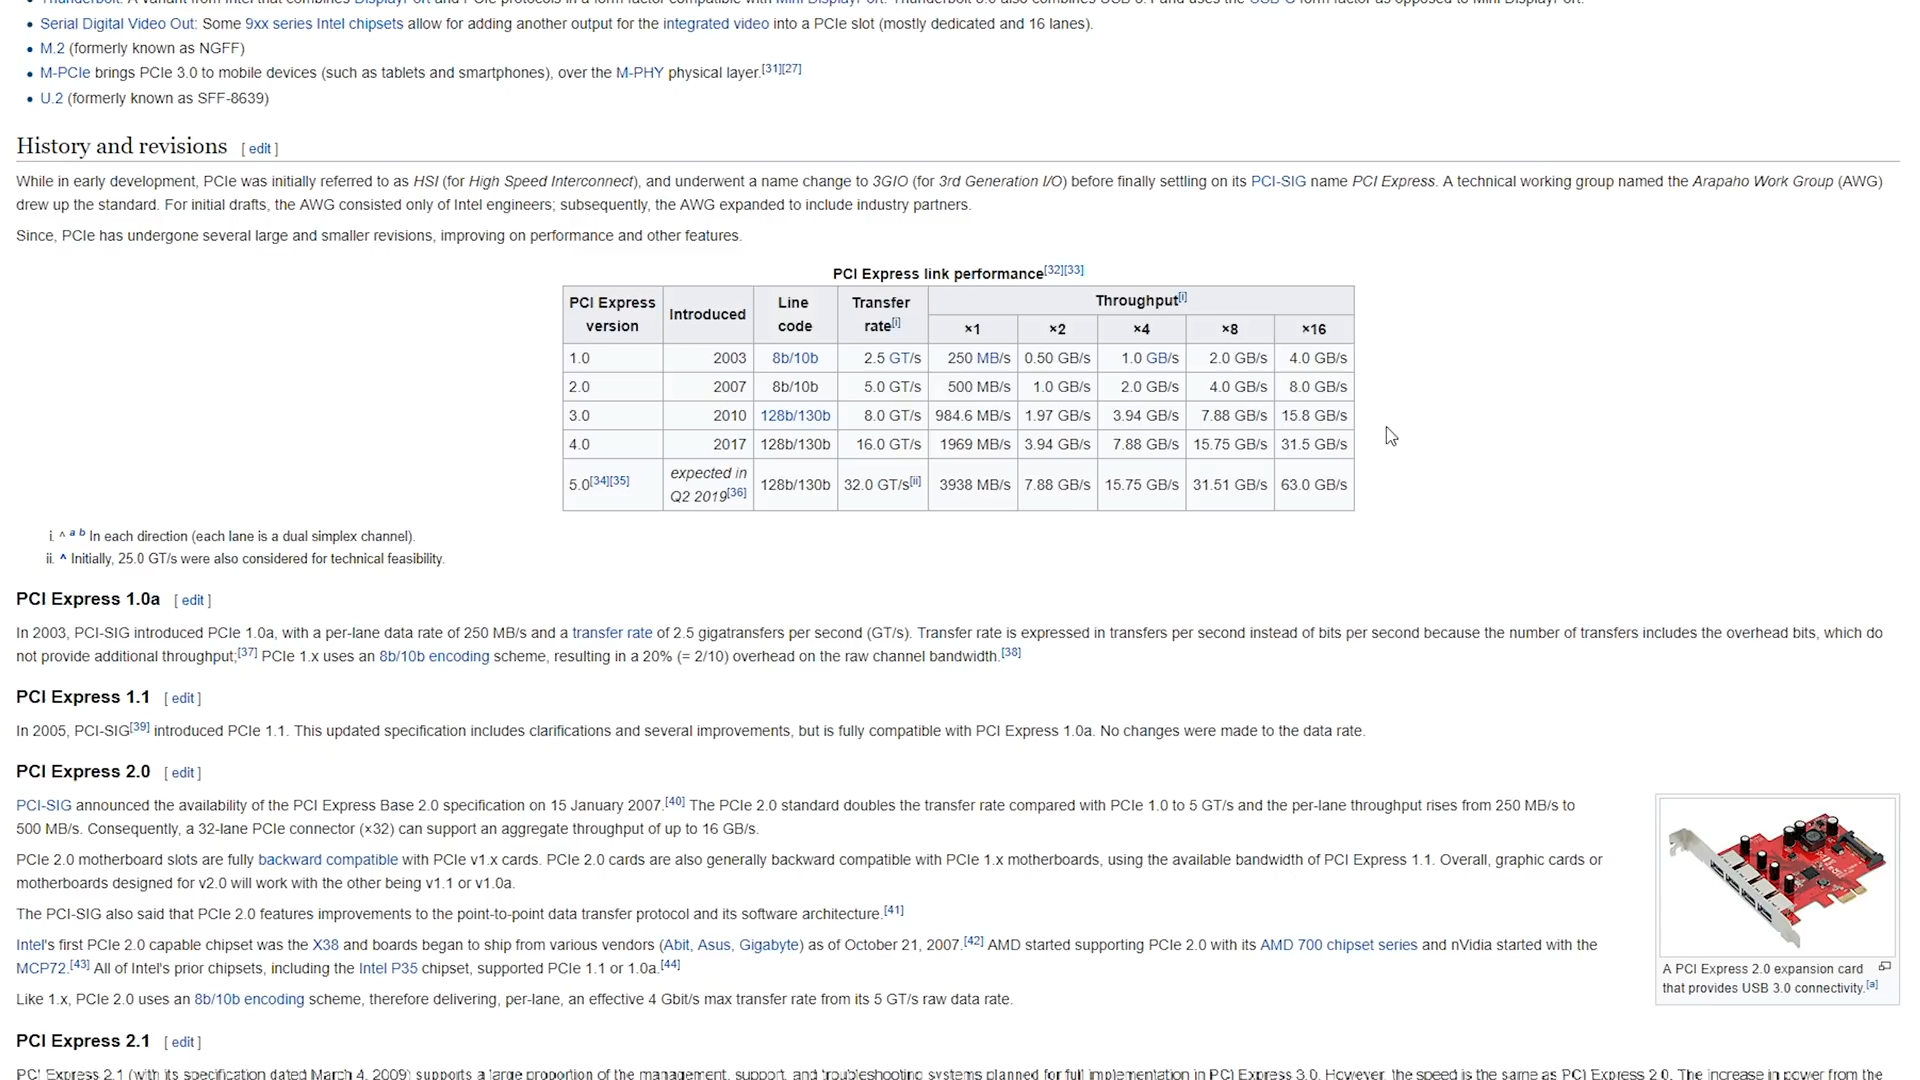 Thunderbolt: A variant from Intel that combines DisplayPort and PCIe protocols in a form factor compatible with Mini DisplayPort. Thunderbolt 3.0 also combines USB 3.1 and uses the USB-C form factor as opposed to Mini DisplayPort.
Serial Digital Video Out: Some 9xx series Intel chipsets allow for adding another output for the integrated video into a PCIe slot (mostly dedicated and 16 lanes).
M.2 (formerly known as NGFF)
M-PCIe brings PCIe 3.0 to mobile devices (such as tablets and smartphones), over the M-PHY physical layer.[31][27]
U.2 (formerly known as SFF-8639)
History and revisions [ edit ]
While in early development, PCIe was initially referred to as HSI (for High Speed Interconnect), and underwent a name change to 3GIO (for 3rd Generation I/O) before finally settling on its PCI-SIG name PCI Express. A technical working group named the Arapaho Work Group (AWG)
drew up the standard. For initial drafts, the AWG consisted only of Intel engineers; subsequently, the AWG expanded to include industry partners.
Since, PCIe has undergone several large and smaller revisions, improving on performance and other features.
PCI Express link performance[32][33]
PCI Express version Introduced Line code Transfer rate[i] Throughput[i]
×1 ×2 ×4 ×8 ×16
1.0 2003 8b/10b 2.5 GT/s 250 MB/s 0.50 GB/s 1.0 GB/s 2.0 GB/s 4.0 GB/s
2.0 2007 8b/10b 5.0 GT/s 500 MB/s 1.0 GB/s 2.0 GB/s 4.0 GB/s 8.0 GB/s
3.0 2010 128b/130b 8.0 GT/s 984.6 MB/s 1.97 GB/s 3.94 GB/s 7.88 GB/s 15.8 GB/s
4.0 2017 128b/130b 16.0 GT/s 1969 MB/s 3.94 GB/s 7.88 GB/s 15.75 GB/s 31.5 GB/s
5.0[34][35] expected in Q2 2019[36] 128b/130b 32.0 GT/s[ii] 3938 MB/s 7.88 GB/s 15.75 GB/s 31.51 GB/s 63.0 GB/s
i. ^ a b In each direction (each lane is a dual simplex channel).
ii. ^ Initially, 25.0 GT/s were also considered for technical feasibility.
PCI Express 1.0a [ edit ]
In 2003, PCI-SIG introduced PCIe 1.0a, with a per-lane data rate of 250 MB/s and a transfer rate of 2.5 gigatransfers per second (GT/s). Transfer rate is expressed in transfers per second instead of bits per second because the number of transfers includes the overhead bits, which do
not provide additional throughput;[37] PCIe 1.x uses an 8b/10b encoding scheme, resulting in a 20% (= 2/10) overhead on the raw channel bandwidth.[38]
PCI Express 1.1 [ edit ]
In 2005, PCI-SIG[39] introduced PCIe 1.1. This updated specification includes clarifications and several improvements, but is fully compatible with PCI Express 1.0a. No changes were made to the data rate.
PCI Express 2.0 [ edit ]
PCI-SIG announced the availability of the PCI Express Base 2.0 specification on 15 January 2007.[40] The PCIe 2.0 standard doubles the transfer rate compared with PCIe 1.0 to 5 GT/s and the per-lane throughput rises from 250 MB/s to
500 MB/s. Consequently, a 32-lane PCIe connector (×32) can support an aggregate throughput of up to 16 GB/s.
PCIe 2.0 motherboard slots are fully backward compatible with PCIe v1.x cards. PCIe 2.0 cards are also generally backward compatible with PCIe 1.x motherboards, using the available bandwidth of PCI Express 1.1. Overall, graphic cards or
motherboards designed for v2.0 will work with the other being v1.1 or v1.0a.
The PCI-SIG also said that PCIe 2.0 features improvements to the point-to-point data transfer protocol and its software architecture.[41]
Intel's first PCIe 2.0 capable chipset was the X38 and boards began to ship from various vendors (Abit, Asus, Gigabyte) as of October 21, 2007.[42] AMD started supporting PCIe 2.0 with its AMD 700 chipset series and nVidia started with the
MCP72.[43] All of Intel's prior chipsets, including the Intel P35 chipset, supported PCIe 1.1 or 1.0a.[44]
Like 1.x, PCIe 2.0 uses an 8b/10b encoding scheme, therefore delivering, per-lane, an effective 4 Gbit/s max transfer rate from its 5 GT/s raw data rate.
A PCI Express 2.0 expansion card
that provides USB 3.0 connectivity.[a]
PCI Express 2.1 [ edit ]
PCI Express 2.1 (with its specification dated March 4, 2009) supports a large proportion of the management, support, and troubleshooting systems planned for full implementation in PCI Express 3.0. However, the speed is the same as PCI Express 2.0. The increase in power from the